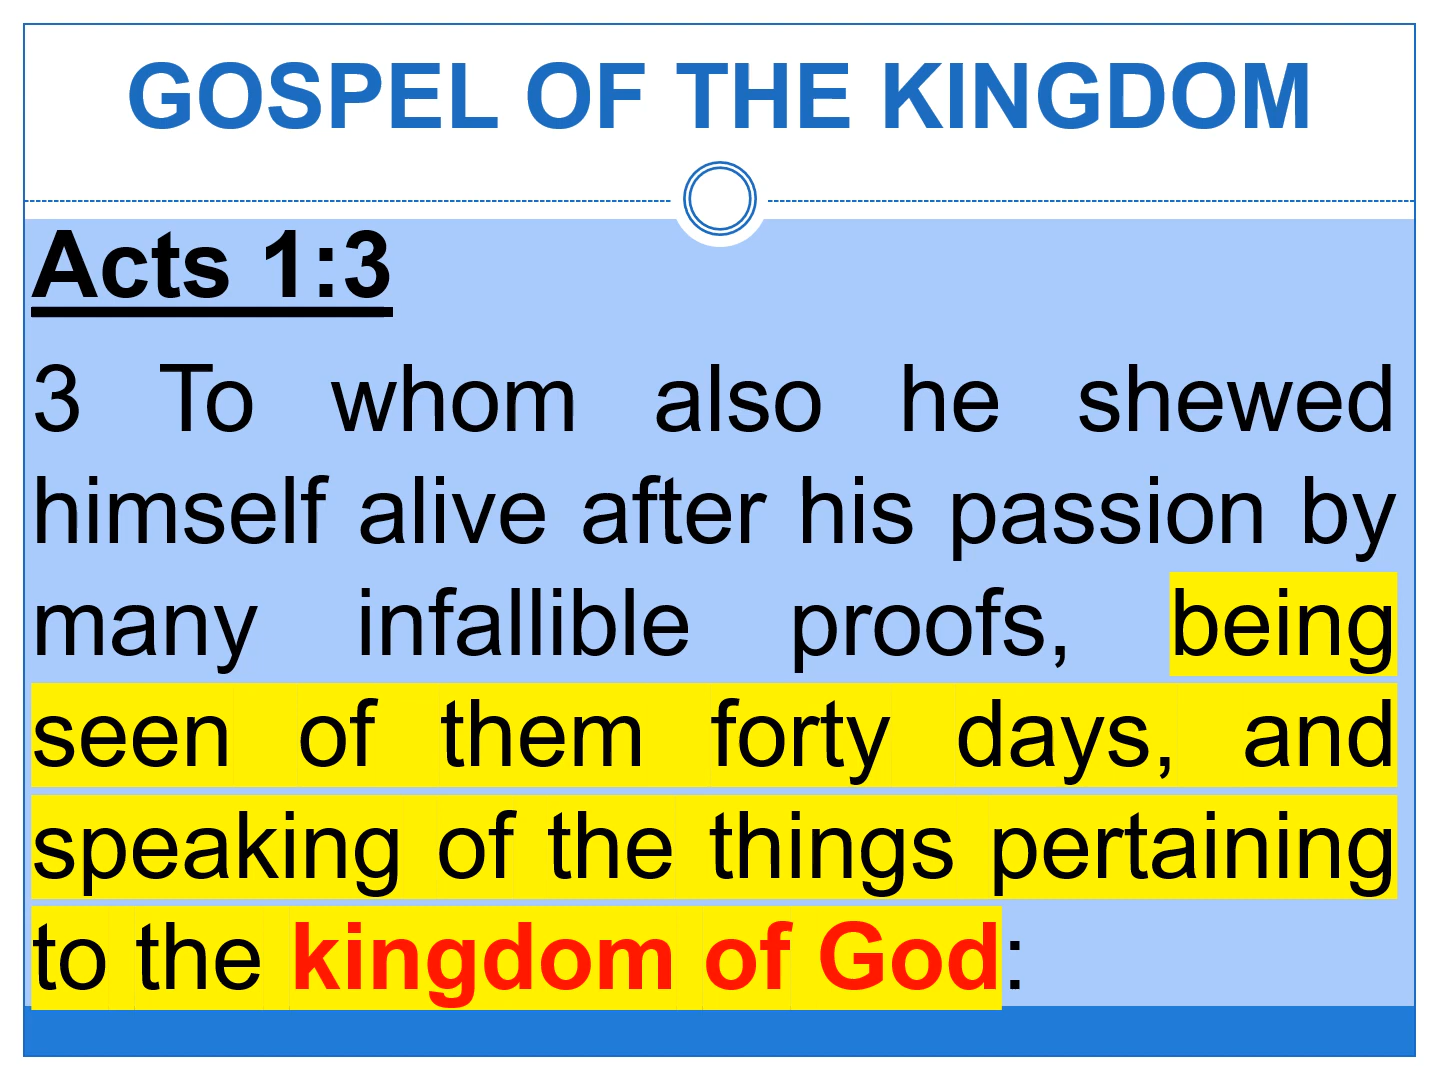 GOSPEL OF THE KINGDOM
Acts 1:3
3 To whom also he shewed
himself alive after his passion by
many infallible proofs, being
seen of them forty days, and
speaking of the things pertaining
to the kingdom of God: